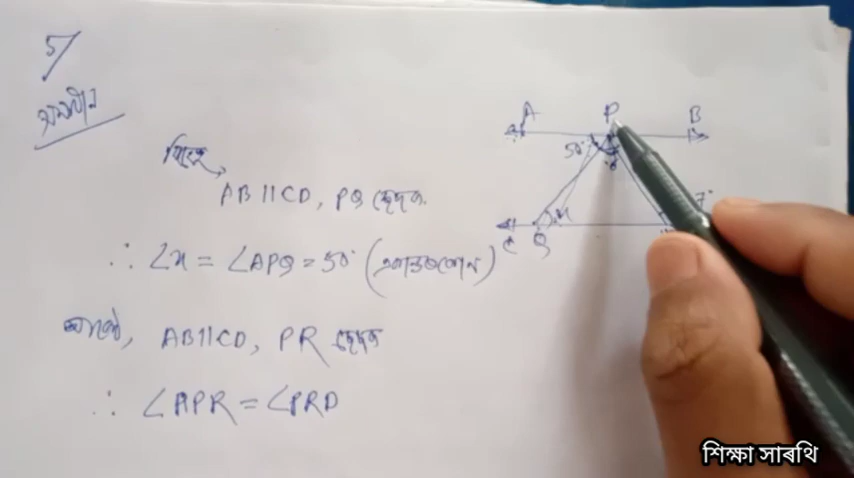 5/
সমাধান
যিহেতু,
AB||CD, PQ ছেদক.
∴ ∠x = ∠APQ = 50° (একান্তৰ কোণ)
আকৌ, AB||CD, PR ছেদক
∴ ∠APR = ∠PRD
A P B
50° y
x 7°
C Q
শিক্ষা সাৰথি